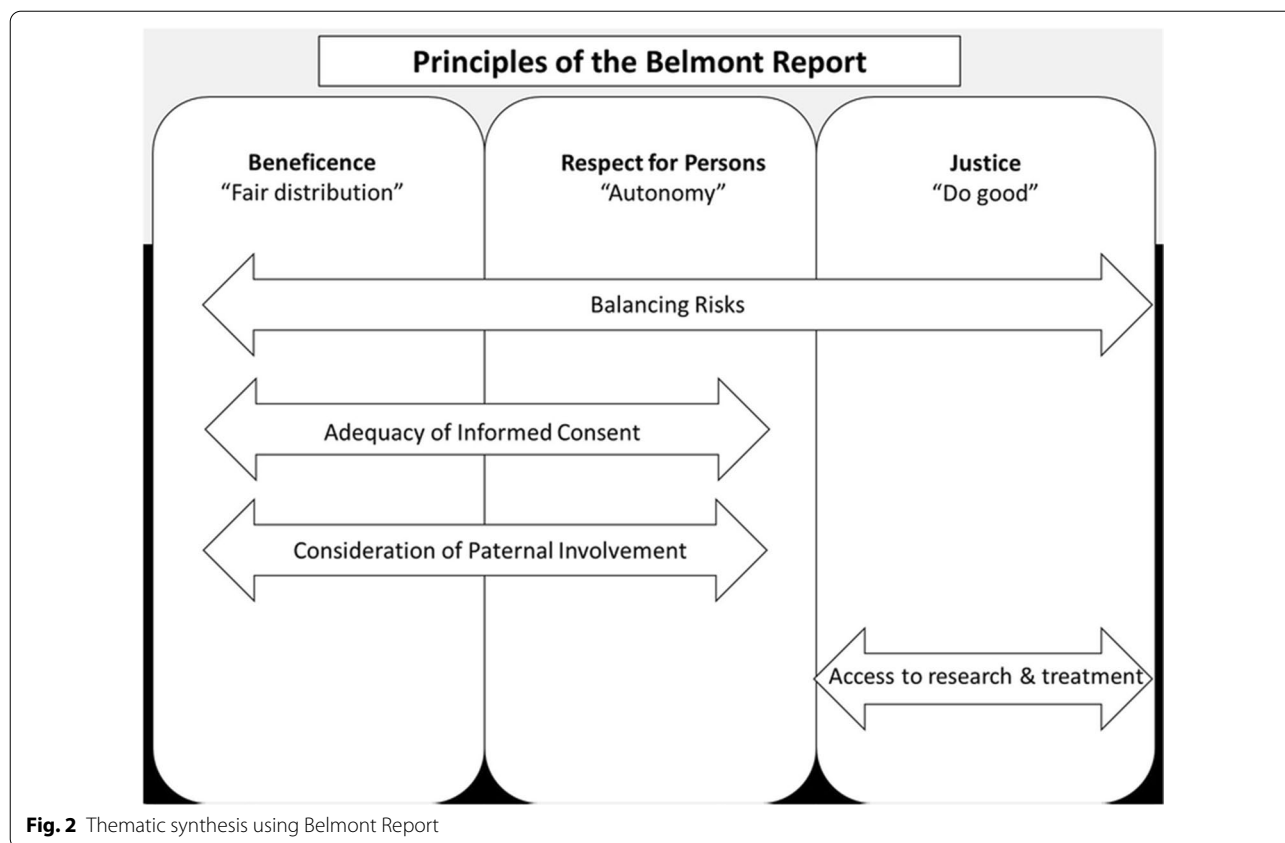 Principles of the Belmont Report
Beneficence
“Fair distribution”
Respect for Persons
“Autonomy”
Justice
“Do good”
Balancing Risks
Adequacy of Informed Consent
Consideration of Paternal Involvement
Access to research & treatment
Fig. 2 Thematic synthesis using Belmont Report